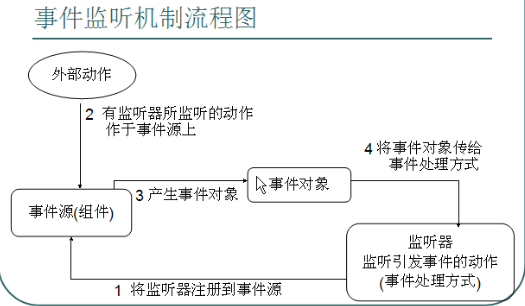 事件监听机制流程图
外部动作
2 有监听器所监听的动作
作于事件源上
4 将事件对象传给
事件处理方式
3 产生事件对象
事件对象
事件源(组件)
监听器
监听引发事件的动作
(事件处理方式)
1 将监听器注册到事件源